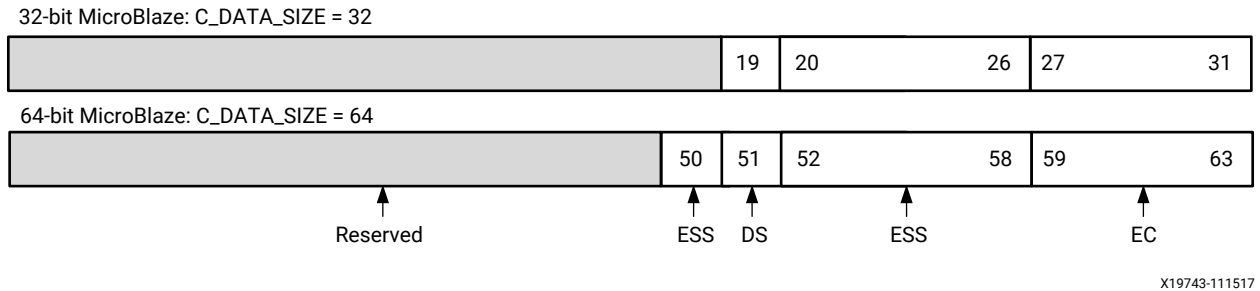 32-bit MicroBlaze: C_DATA_SIZE = 32
19 20 26 27 31
64-bit MicroBlaze: C_DATA_SIZE = 64
50 51 52 58 59 63
Reserved ESS DS ESS EC
X19743-111517